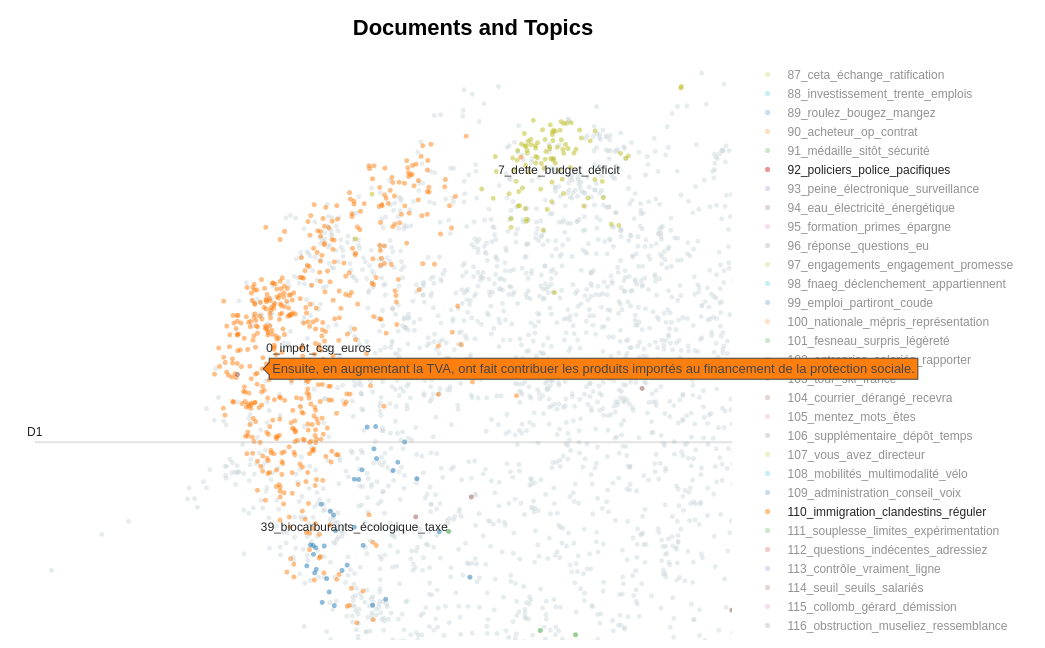 Documents and Topics
87_ceta_échange_ratification
88_investissement_trente_emplois
89_roulez_bougez_mangez
90_acheteur_op_contrat
91_médaille_sitôt_sécurité
7_dette_budget_déficit
92_policiers_police_pacifiques
93_peine_électronique_surveillance
94_eau_électricité_énergétique
95_formation_primes_épargne
96_réponse_questions_eu
97_engagements_engagement_promesse
98_fnaeg_déclenchement_appartiennent
99_emploi_partiront_coude
100_nationale_mépris_représentation
101_fesneau_surpris_légèreté
0_impôt_csg_euros
rapporter
Ensuite, en augmentant la TVA, ont fait contribuer les produits importés au financement de la protection sociale.
104_courrier_dérangé_recevra
105_mentez_mots_êtes
D1
106_supplémentaire_dépôt_temps
107_vous_avez_directeur
108_mobilités_multimodalité_vélo
109_administration_conseil_voix
110_immigration_clandestins_réguler
39_biocarburants_écologique_taxe
111_souplesse_limites_expérimentation
112_questions_indécentes_adressiez
113_contrôle_vraiment_ligne
114_seuil_seuils_salariés
115_collomb_gérard_démission
116_obstruction_museliez_ressemblance